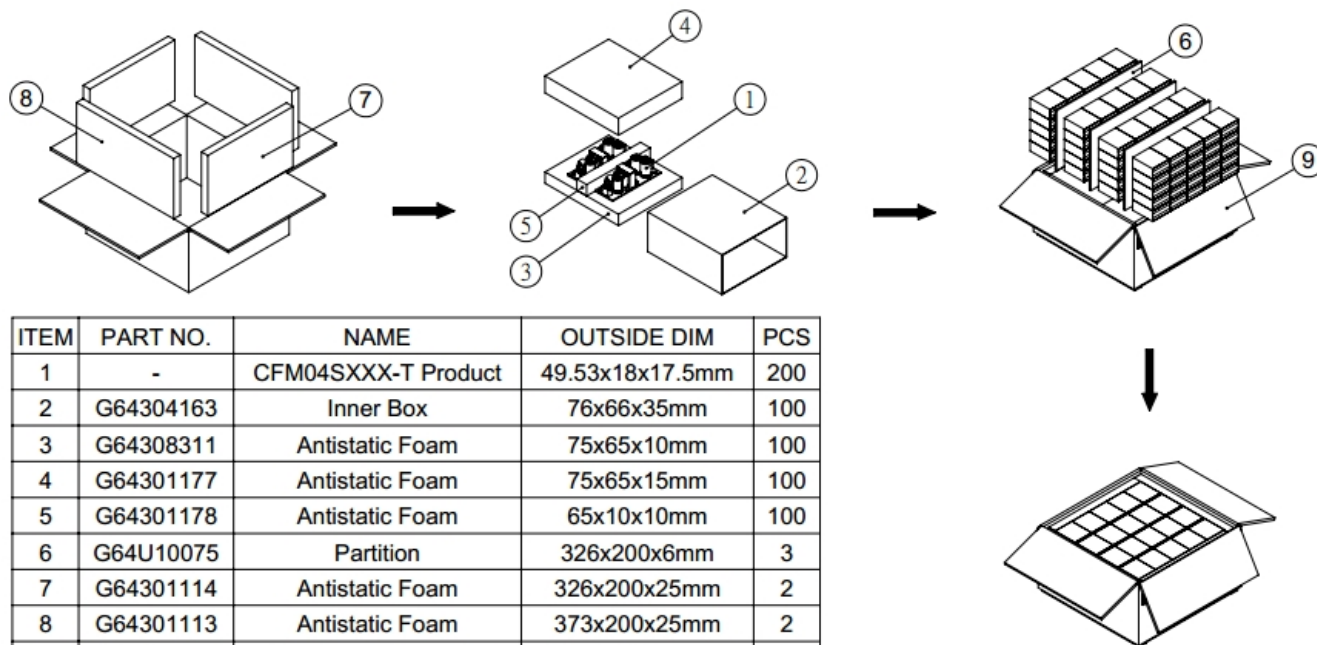 4
6
1
8
7
2
9
5
3
ITEM PART NO. NAME OUTSIDE DIM PCS
1 - CFM04SXXX-T Product 49.53x18x17.5mm 200
2 G64304163 Inner Box 76x66x35mm 100
3 G64308311 Antistatic Foam 75x65x10mm 100
4 G64301177 Antistatic Foam 75x65x15mm 100
5 G64301178 Antistatic Foam 65x10x10mm 100
6 G64U10075 Partition 326x200x6mm 3
7 G64301114 Antistatic Foam 326x200x25mm 2
8 G64301113 Antistatic Foam 373x200x25mm 2